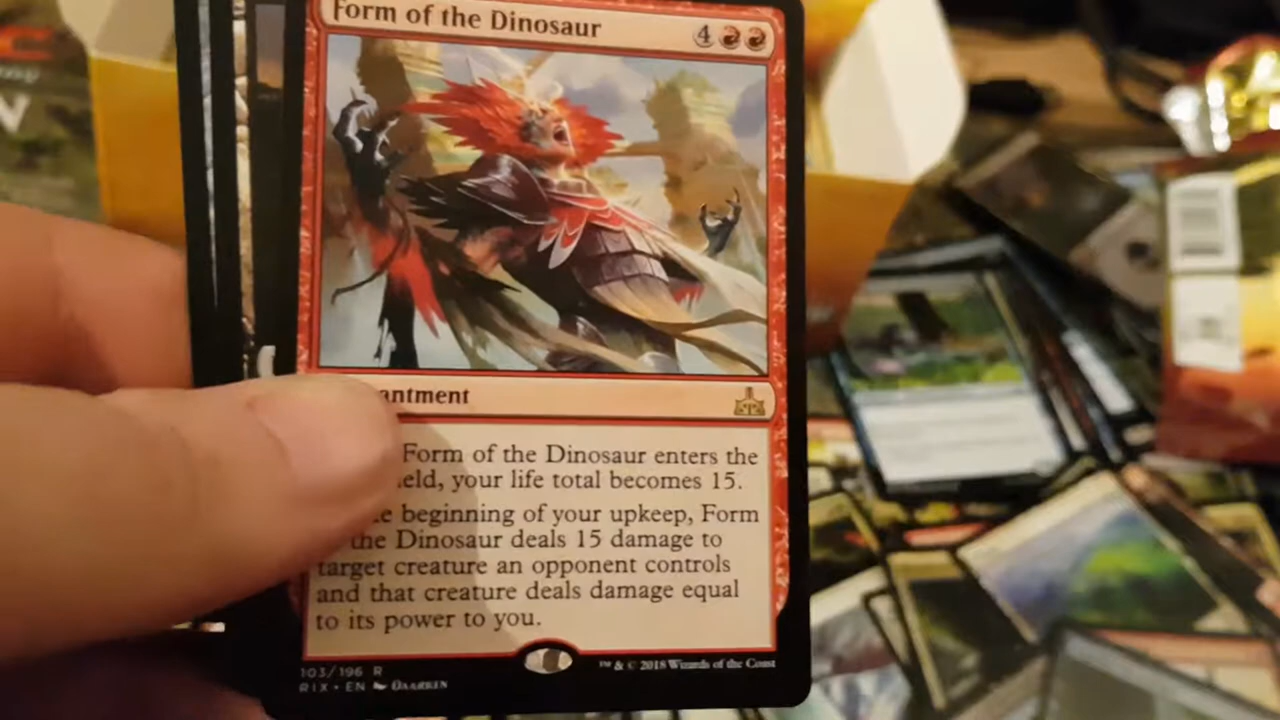 Form of the Dinosaur 4
antment
Form of the Dinosaur enters the
eld, your life total becomes 15.
e beginning of your upkeep, Form
the Dinosaur deals 15 damage to
target creature an opponent controls
and that creature deals damage equal
to its power to you.
103/196 R
RIX • EN Daarken
™ & © 2018 Wizards of the Coast